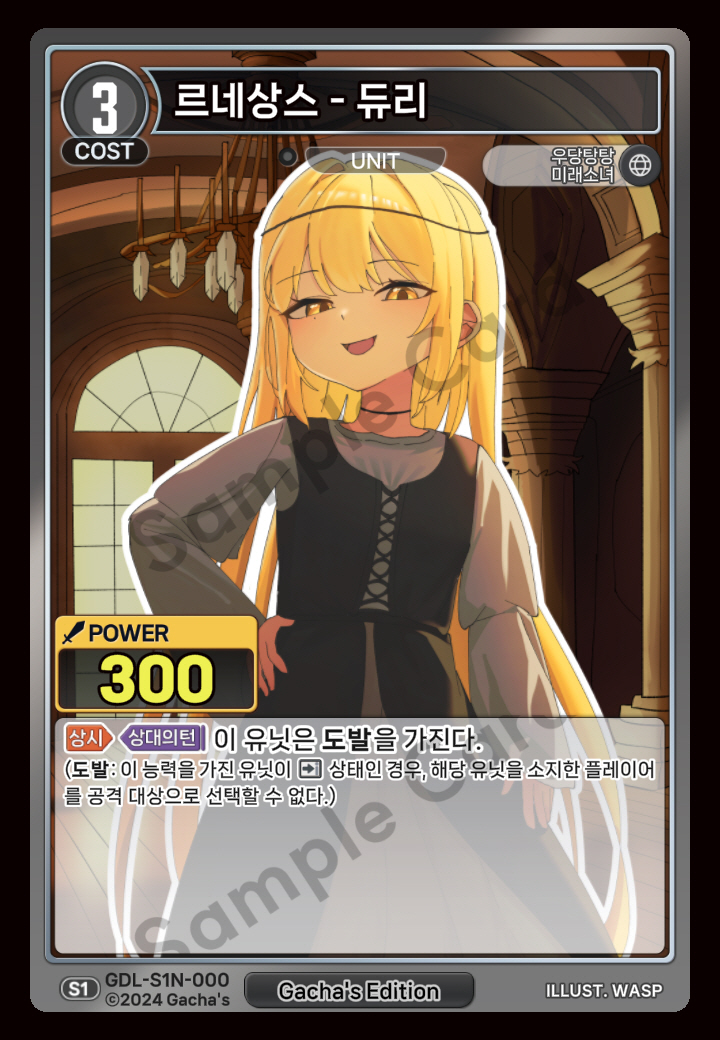 3
COST
르네상스 - 듀리
UNIT
우당탕탕
미래소녀
Sample Card
POWER
300
상시 상대의턴 이 유닛은 도발을 가진다.
(도발: 이 능력을 가진 유닛이 상태인 경우, 해당 유닛을 소지한 플레이어
를 공격 대상으로 선택할 수 없다.)
Sample Card
S1
GDL-S1N-000
©2024 Gacha's
Gacha's Edition
ILLUST. WASP